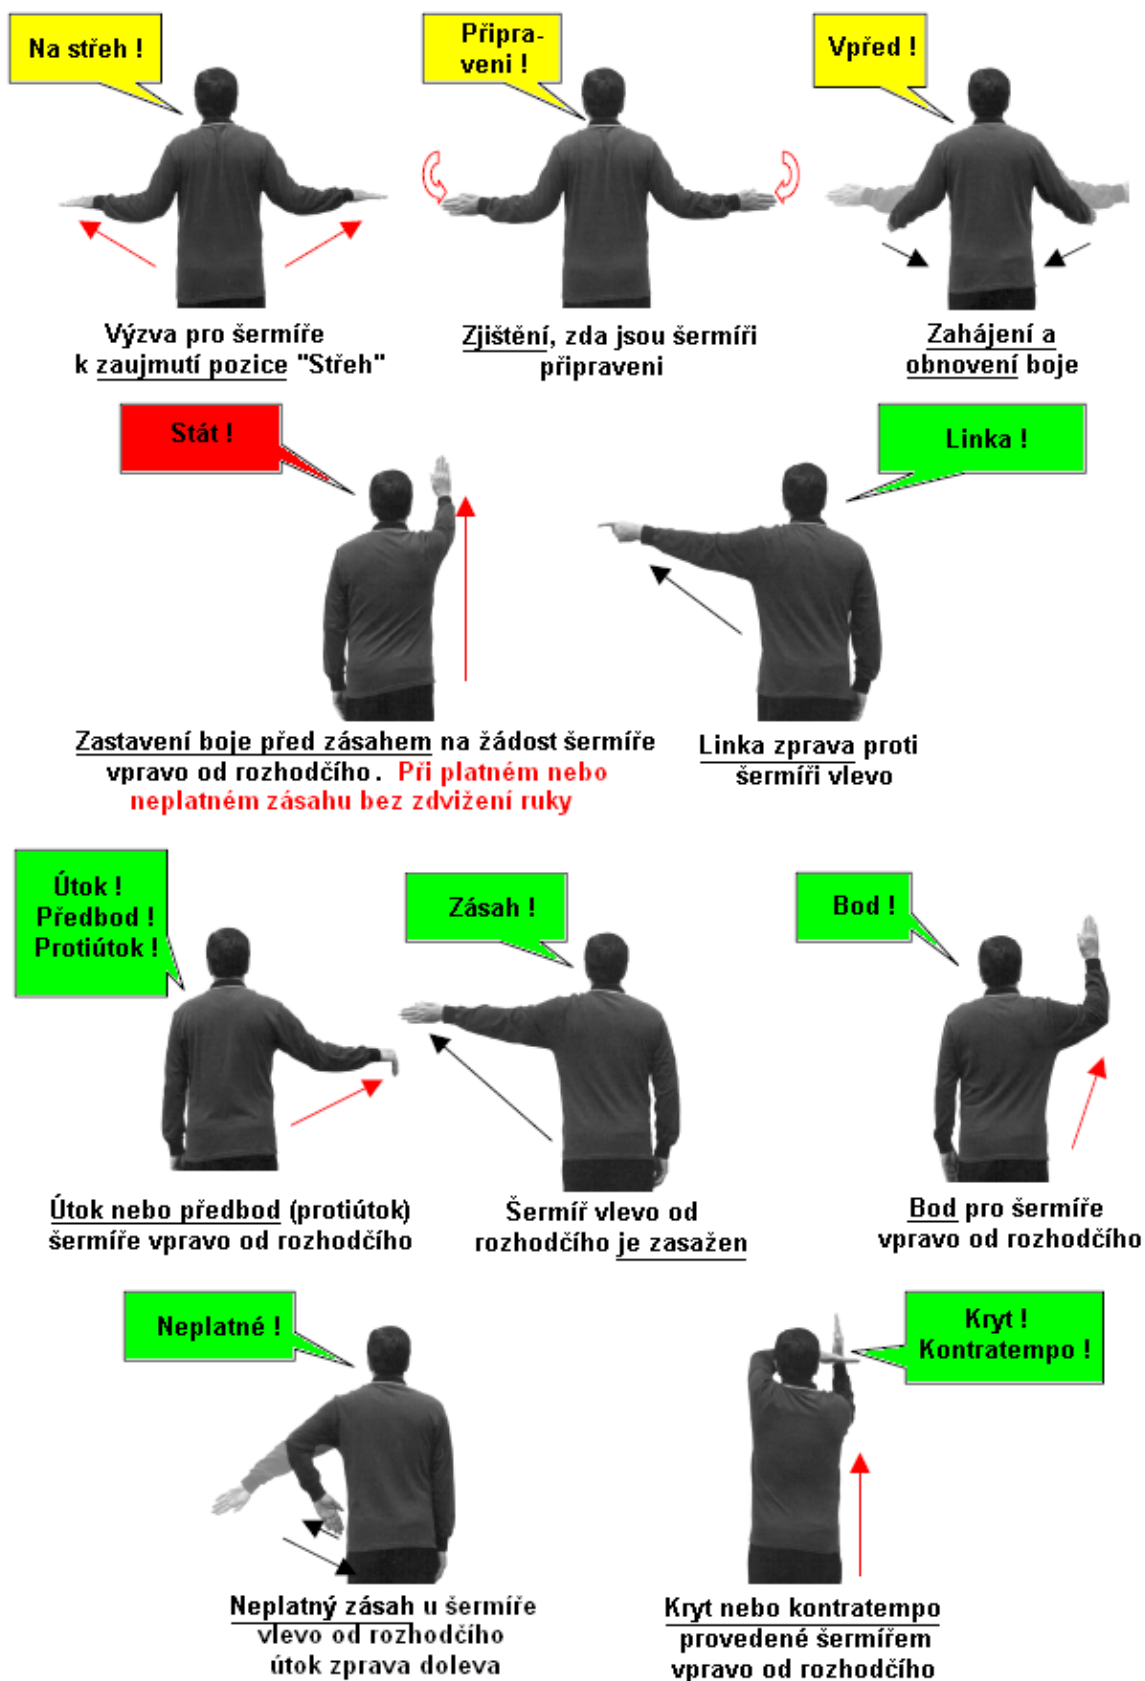 Na střeh !
Připra-
veni !
Vpřed !
Výzva pro šermíře
k zaujmutí pozice "Střeh"
Zjištění, zda jsou šermíři
připraveni
Zahájení a
obnovení boje
Stát !
Linka !
Zastavení boje před zásahem na žádost šermíře
vpravo od rozhodčího. Při platném nebo
neplatném zásahu bez zdvižení ruky
Linka zprava proti
šermíři vlevo
Útok !
Předbod !
Protiútok !
Zásah !
Bod !
Útok nebo předbod (protiútok)
šermíře vpravo od rozhodčího
Šermíř vlevo od
rozhodčího je zasažen
Bod pro šermíře
vpravo od rozhodčího
Neplatné !
Kryt !
Kontratempo !
Neplatný zásah u šermíře
vlevo od rozhodčího
útok zprava doleva
Kryt nebo kontratempo
provedené šermířem
vpravo od rozhodčího